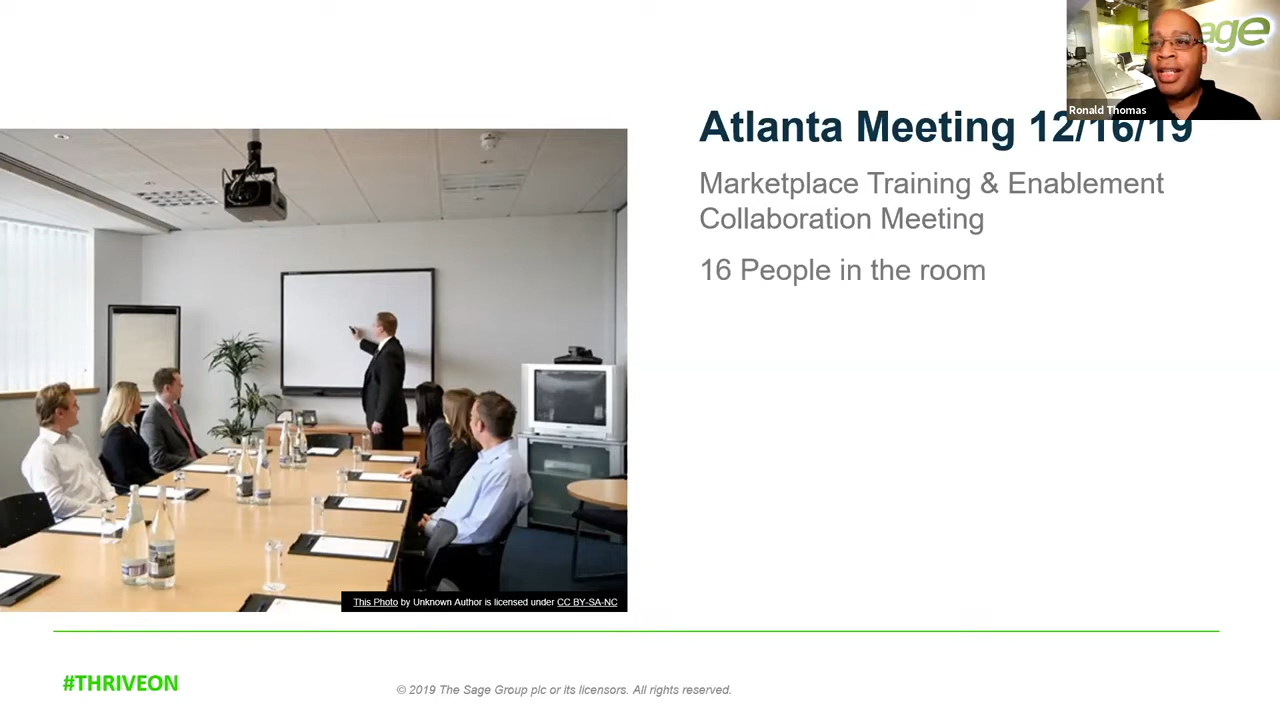 age
Ronald Thomas
Atlanta Meeting 12/16/19
Marketplace Training & Enablement
Collaboration Meeting
16 People in the room
This Photo by Unknown Author is licensed under CC BY-SA-NC
#THRIVEON
© 2019 The Sage Group plc or its licensors. All rights reserved.